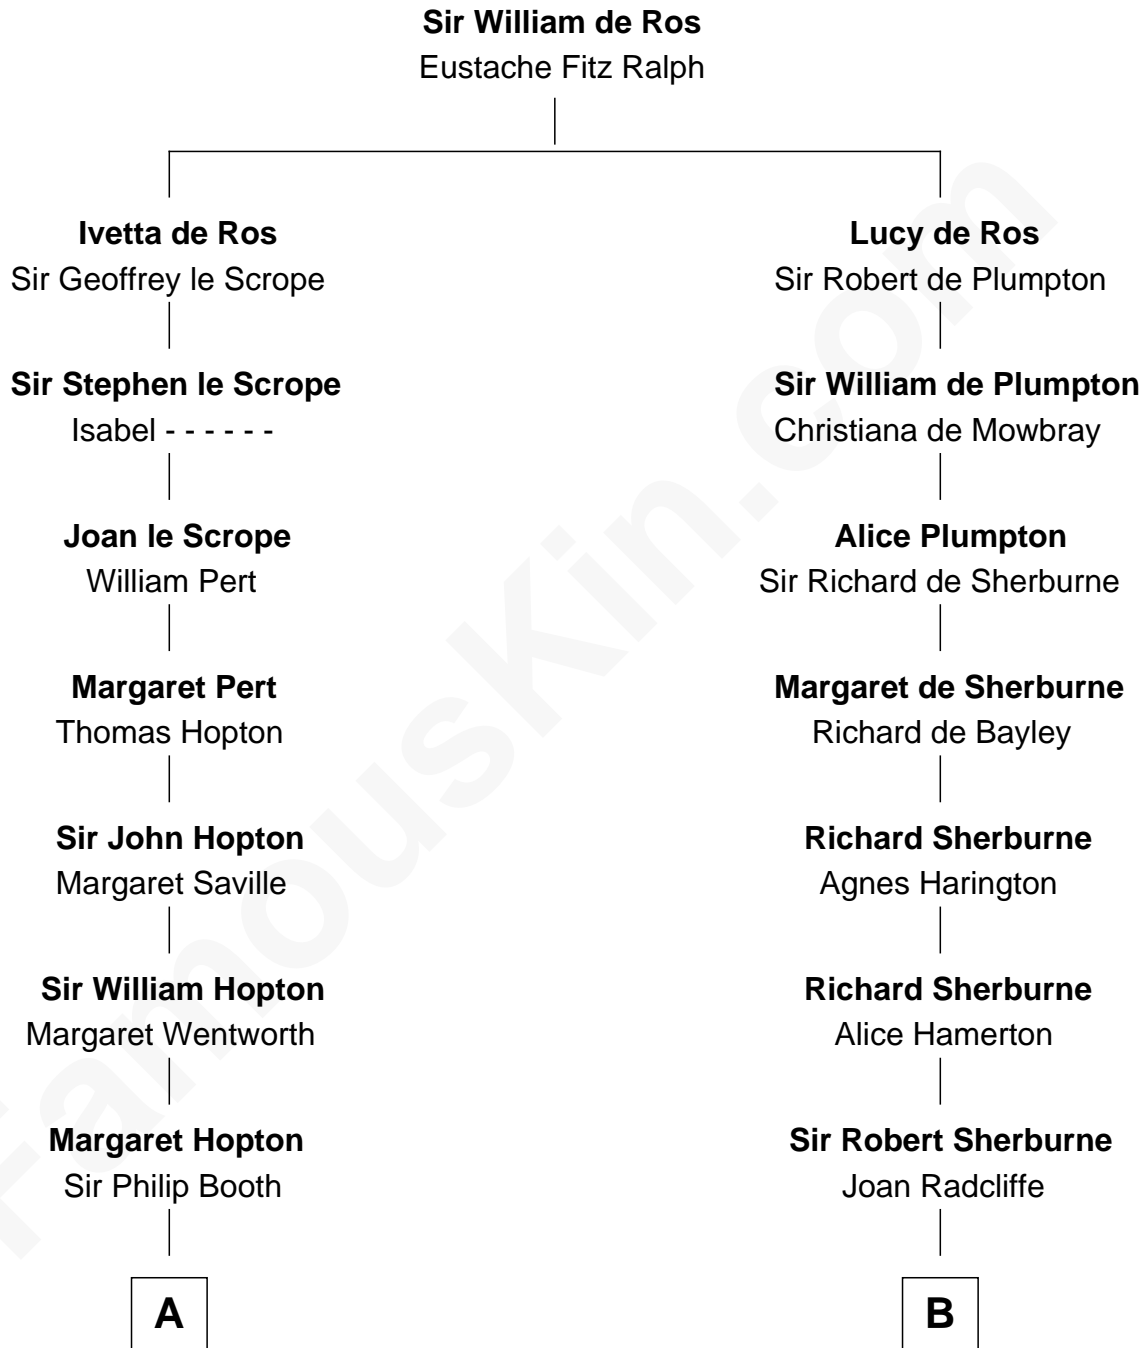 Sir William de Ros
Eustache Fitz Ralph
Ivetta de Ros
Sir Geoffrey le Scrope
Lucy de Ros
Sir Robert de Plumpton
Sir Stephen le Scrope
Isabel - - - - - -
Sir William de Plumpton
Christiana de Mowbray
Joan le Scrope
William Pert
Alice Plumpton
Sir Richard de Sherburne
Margaret Pert
Thomas Hopton
Margaret de Sherburne
Richard de Bayley
Sir John Hopton
Margaret Saville
Richard Sherburne
Agnes Harington
Sir William Hopton
Margaret Wentworth
Richard Sherburne
Alice Hamerton
Margaret Hopton
Sir Philip Booth
Sir Robert Sherburne
Joan Radcliffe
A
B
FamousKin.com